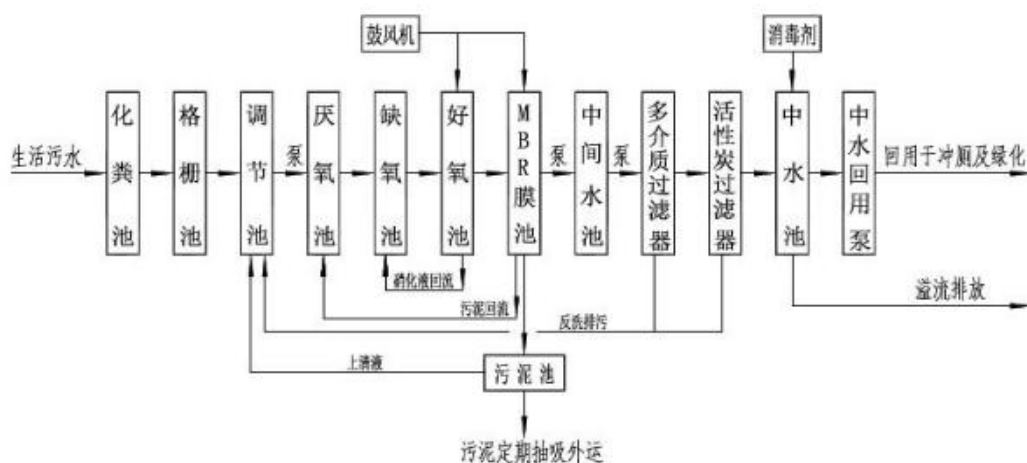 鼓风机
消毒剂
生活污水
化粪池
格栅池
调节池
泵
厌氧池
缺氧池
好氧池
MBR膜池
泵
中间水池
泵
多介质过滤器
活性炭过滤器
中水池
中水回用泵
回用于冲厕及绿化
硝化液回流
污泥回流
反洗排污
溢流排放
上清液
污泥池
污泥定期抽吸外运